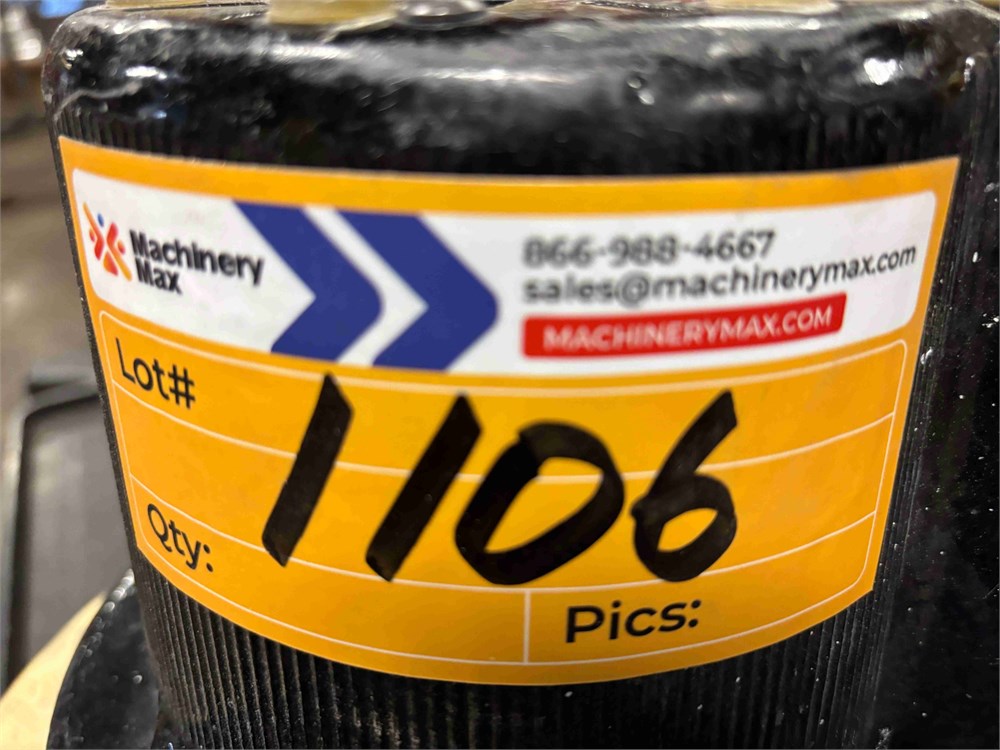 Machinery
Max
866-988-4667
sales@machinerymax.com
MACHINERYMAX.COM
Lot#
1106
Qty:
Pics: